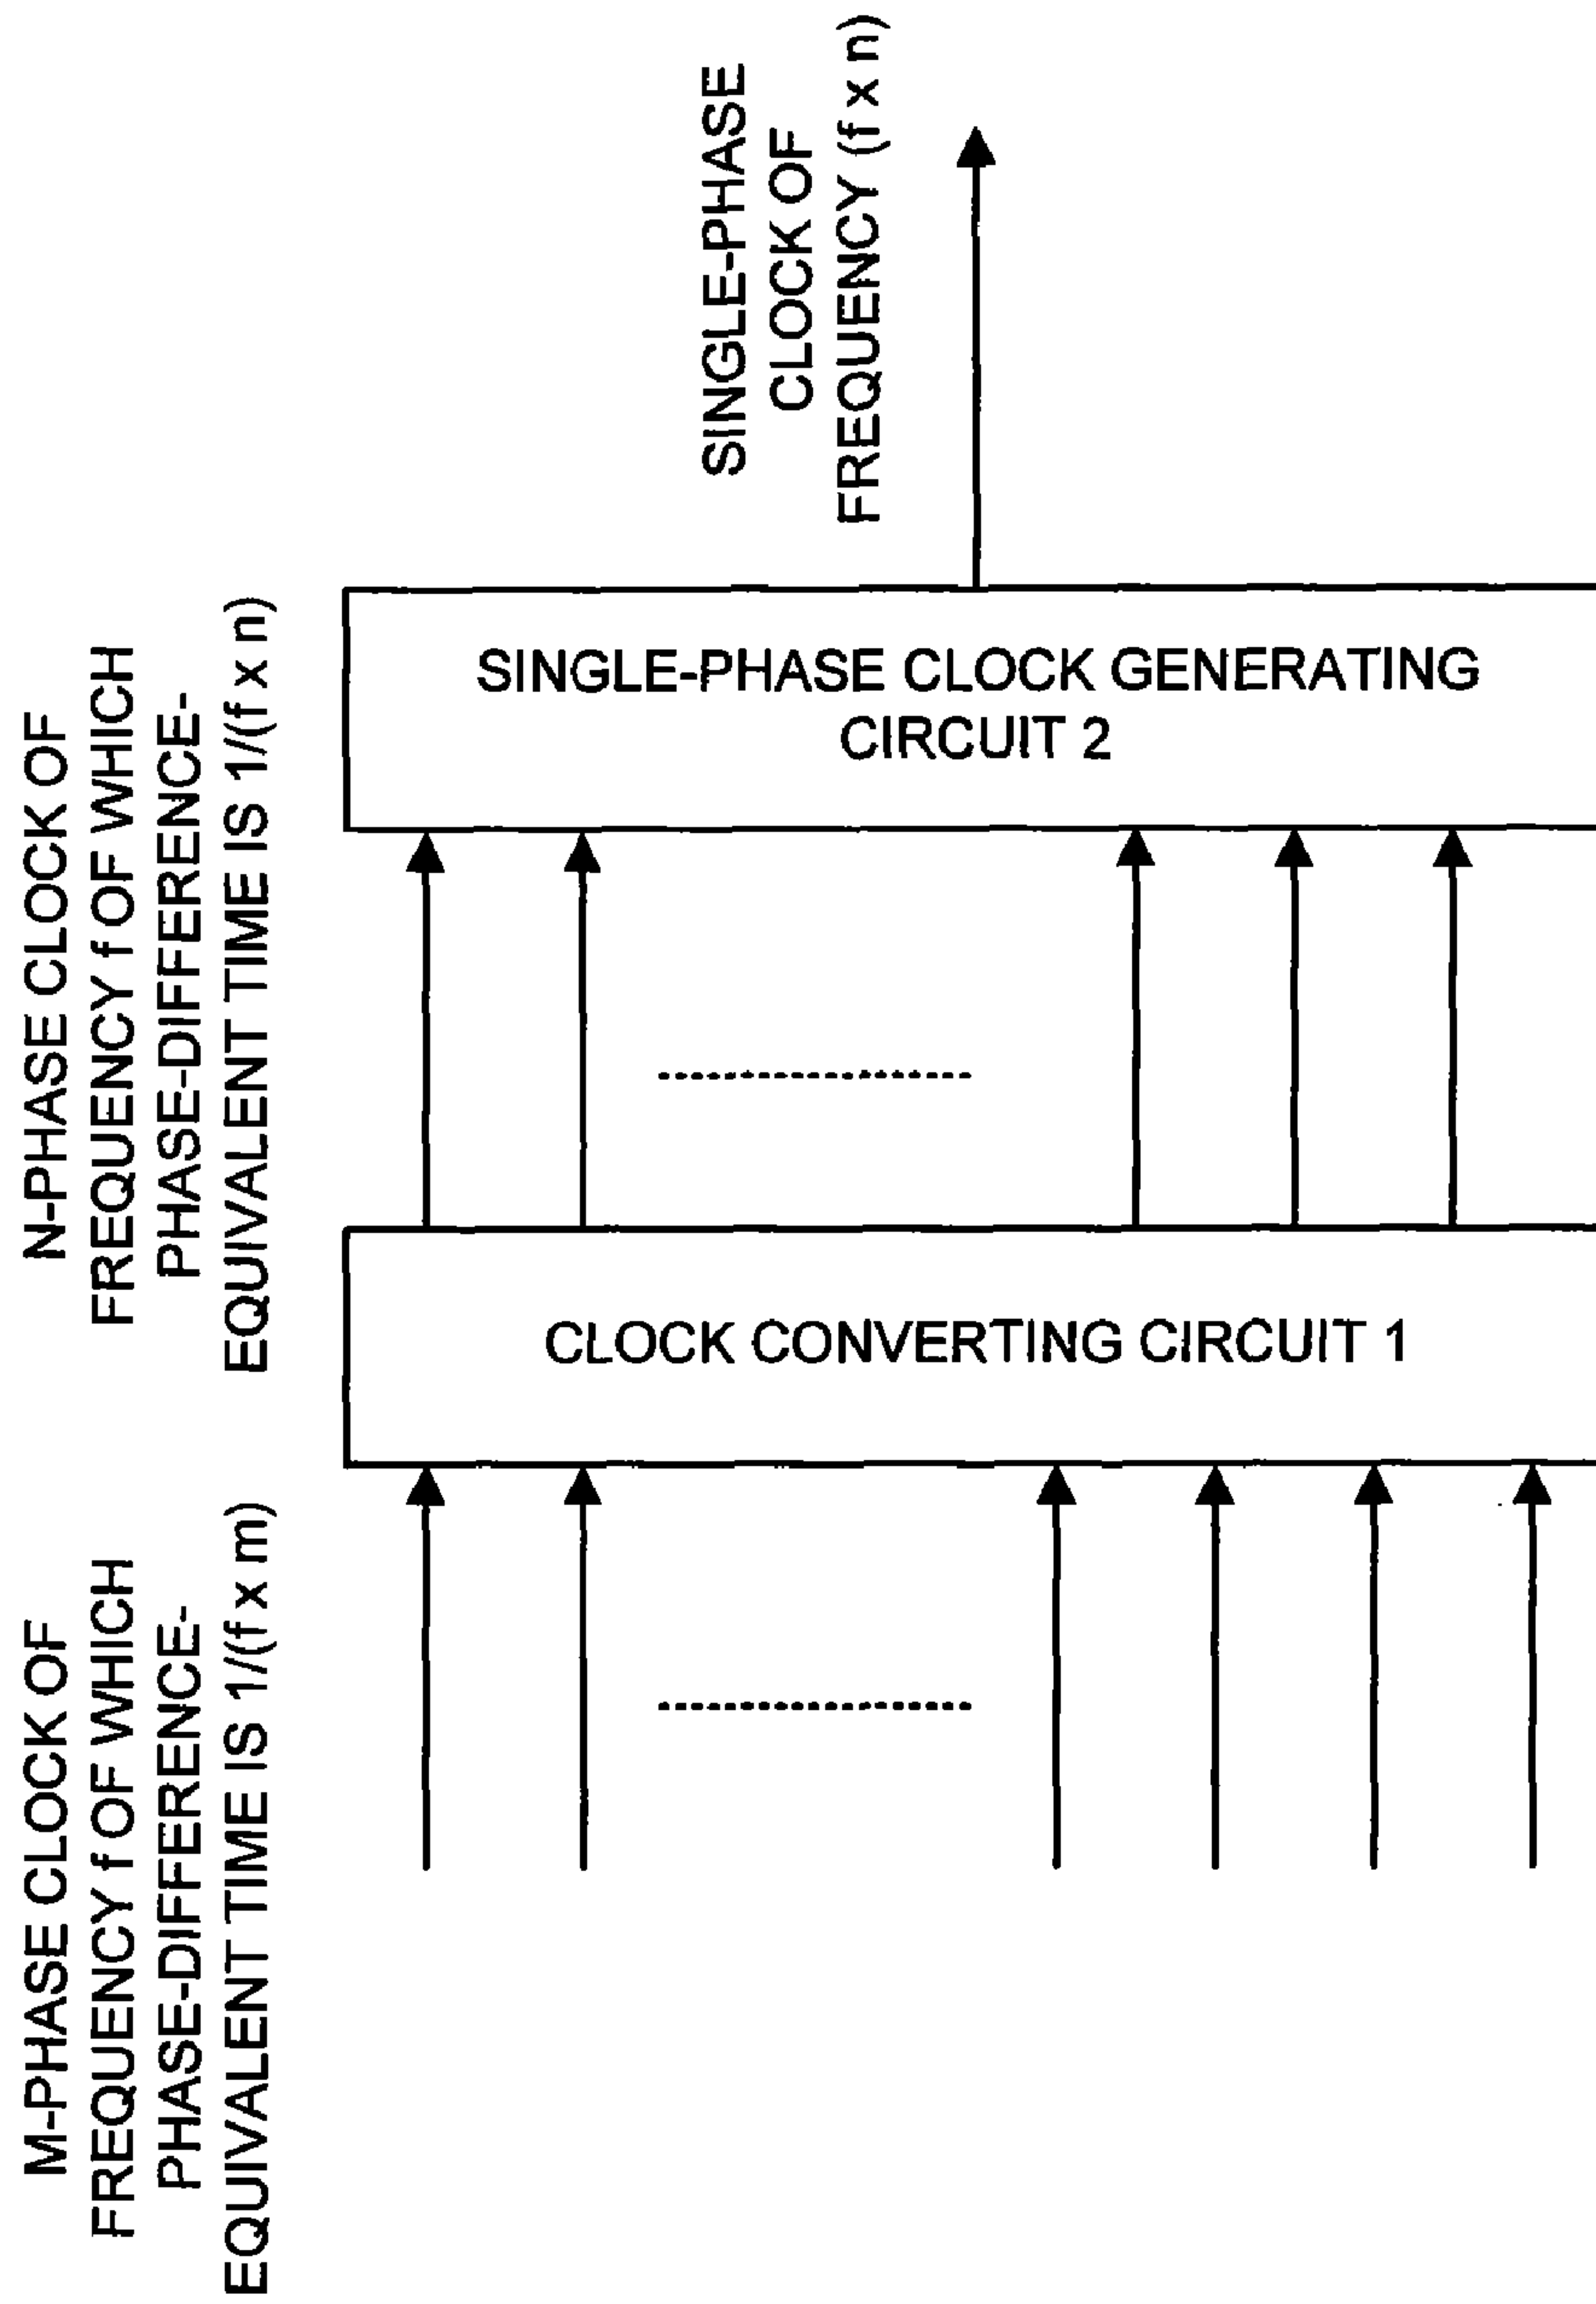 M-PHASE CLOCK OF
FREQUENCY f OF WHICH
PHASE-DIFFERENCE-
EQUIVALENT TIME IS 1/(f x m)
N-PHASE CLOCK OF
FREQUENCY f OF WHICH
PHASE-DIFFERENCE-
EQUIVALENT TIME IS 1/(f x n)
CLOCK CONVERTING CIRCUIT 1
SINGLE-PHASE CLOCK GENERATING
CIRCUIT 2
SINGLE-PHASE
CLOCK OF
FREQUENCY (f x n)